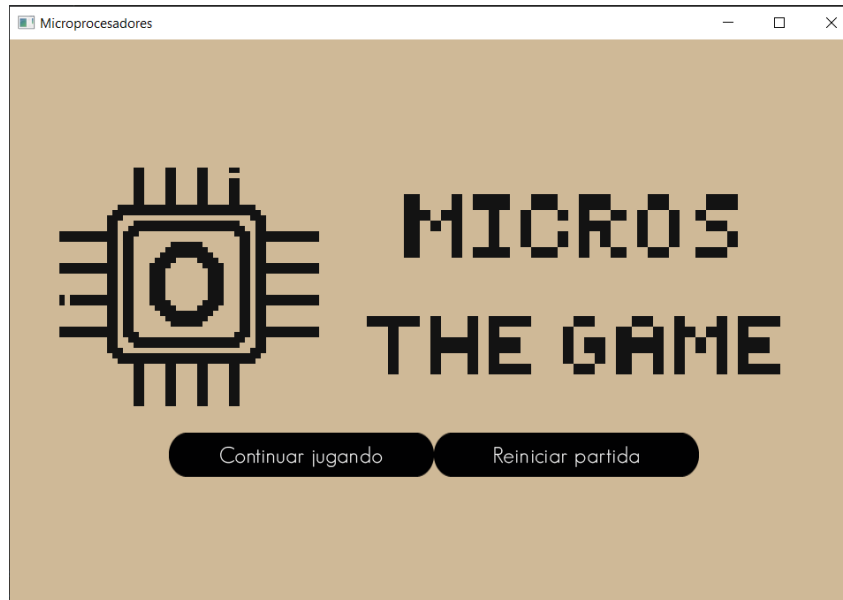 Microprocesadores
MICROS
THE GAME
O
Continuar jugando
Reiniciar partida